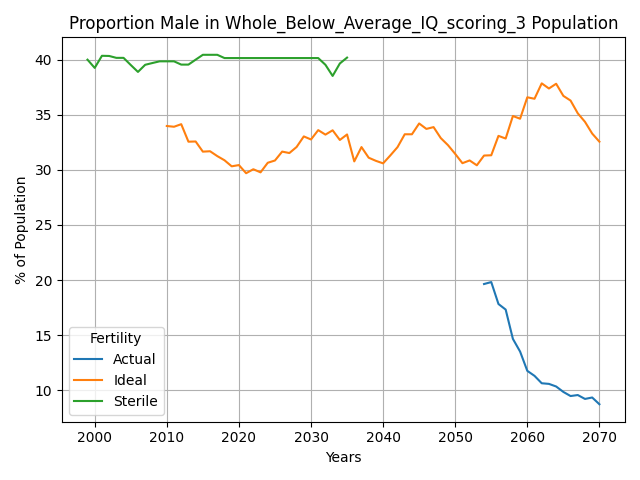 Proportion Male in Whole_Below_Average_IQ_scoring_3 Population
% of Population
40
35
30
25
20
15
10
Fertility
Actual
Ideal
Sterile
2000 2010 2020 2030 2040 2050 2060 2070
Years